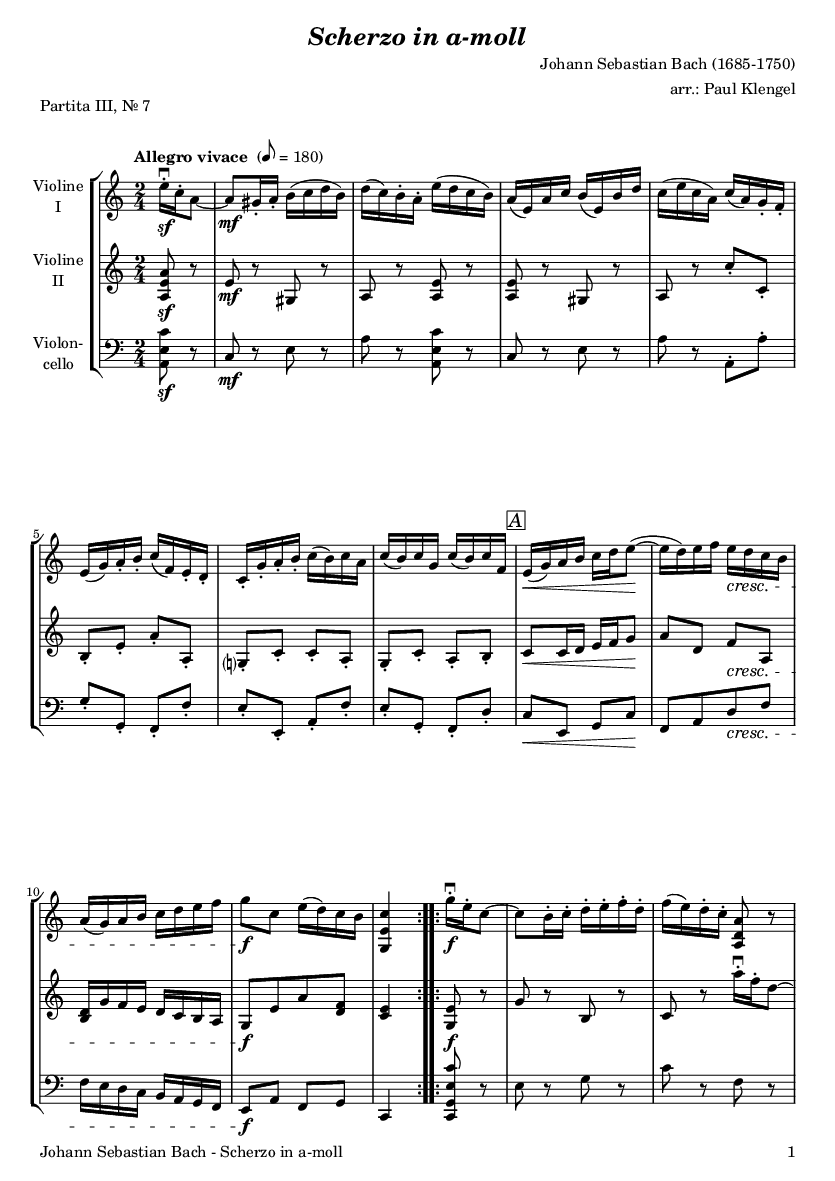 Scherzo in a-moll
Johann Sebastian Bach (1685-1750)
arr.: Paul Klengel
Partita III, № 7
Allegro vivace (♪ = 180)
Violine
I
sf
mf
Violine
II
sf
mf
Violon-
cello
sf
mf
5
A
cresc.
cresc.
cresc.
10
f
f
f
f
f
Johann Sebastian Bach - Scherzo in a-moll
1